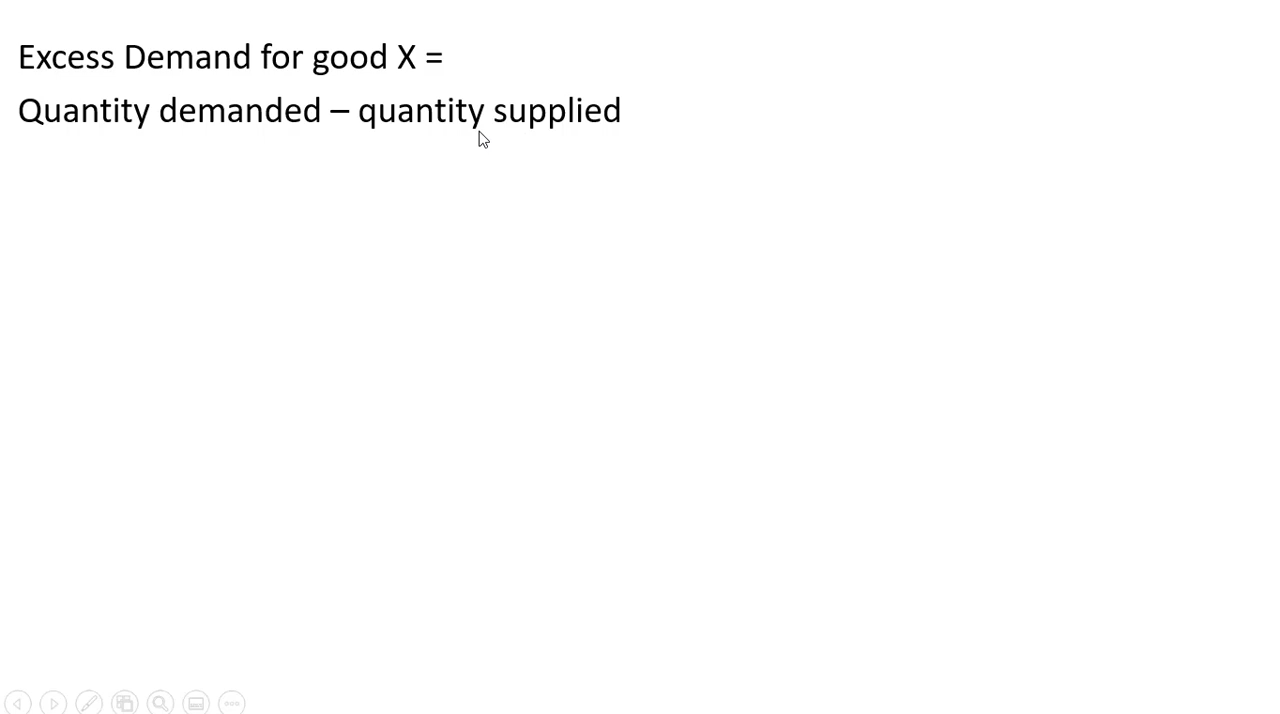 Excess Demand for good X =
Quantity demanded – quantity supplied